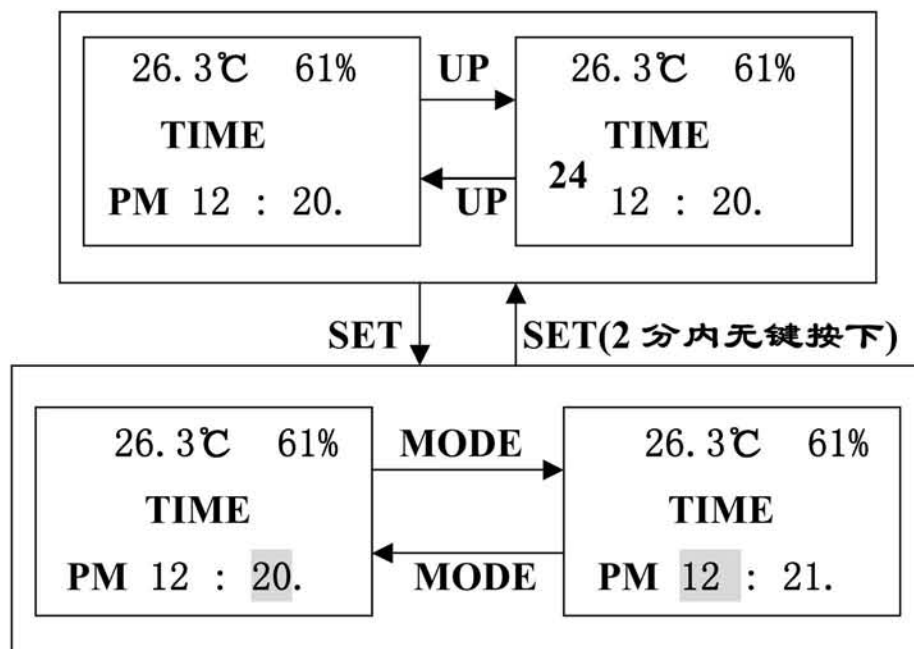 26.3℃ 61%
TIME
PM 12 : 20.
UP
UP
26.3℃ 61%
TIME
24
12 : 20.
SET
SET(2 分内无键按下)
26.3℃ 61%
TIME
PM 12 : 20.
MODE
MODE
26.3℃ 61%
TIME
PM 12 : 21.